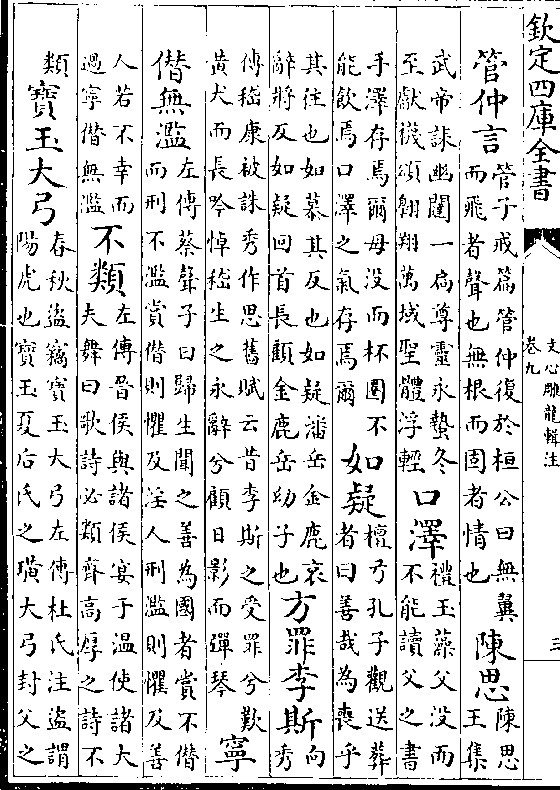 欽定四庫全書
文心雕龍輯注
卷九
三
管仲言
管子戒篇管仲復於桓公曰無翼
而飛者聲也無根而固者情也
陳思
陳思
王集
武帝誄幽闥一扃尊靈永蟄冬
至獻襪頌翱翔萬域聖體浮輕
口澤
禮玉藻父没而
不能讀父之書
手澤存焉爾母没而杯圈不
能飲焉口澤之氣存焉爾
如疑
檀弓孔子觀送葬
者曰善哉為喪乎
其往也如慕其反也如疑潘岳金鹿哀
辭將反如疑回首長顧金鹿岳幼子也
方罪李斯
向
秀
傳嵇康被誅秀作思舊賦云昔李斯之受罪兮歎
黄犬而長吟悼嵇生之永辭兮顧日影而彈琴
寧
僭無濫
左傳蔡聲子曰歸生聞之善為國者賞不僭
而刑不濫賞僭則懼及淫人刑濫則懼及善
人若不幸而
過寧僭無濫
不類
左傳晉侯與諸侯宴于温使諸大
夫舞曰歌詩必類齊高厚之詩不
類
寶玉大弓
春秋盜竊寶玉大弓左傳杜氏注盜謂
陽虎也寶玉夏后氏之璜大弓封父之